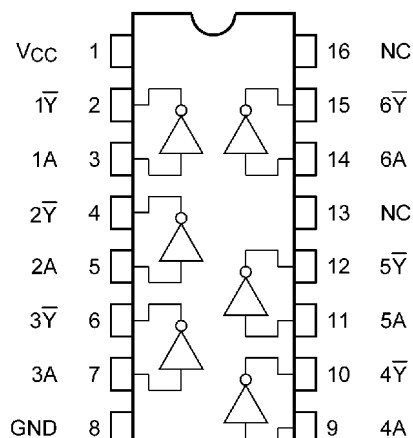 VCC 1 16 NC
1Y̅ 2 15 6Y̅
1A 3 14 6A
2Y̅ 4 13 NC
2A 5 12 5Y̅
3Y̅ 6 11 5A
3A 7 10 4Y̅
GND 8 9 4A